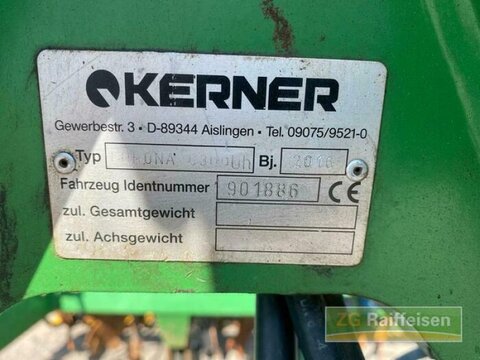 KERNER
Gewerbestr. 3 • D-89344 Aislingen • Tel. 09075/9521-0
Typ Bj.
Fahrzeug Identnummer 901886 CE
zul. Gesamtgewicht
zul. Achsgewicht
ZG Raiffeisen